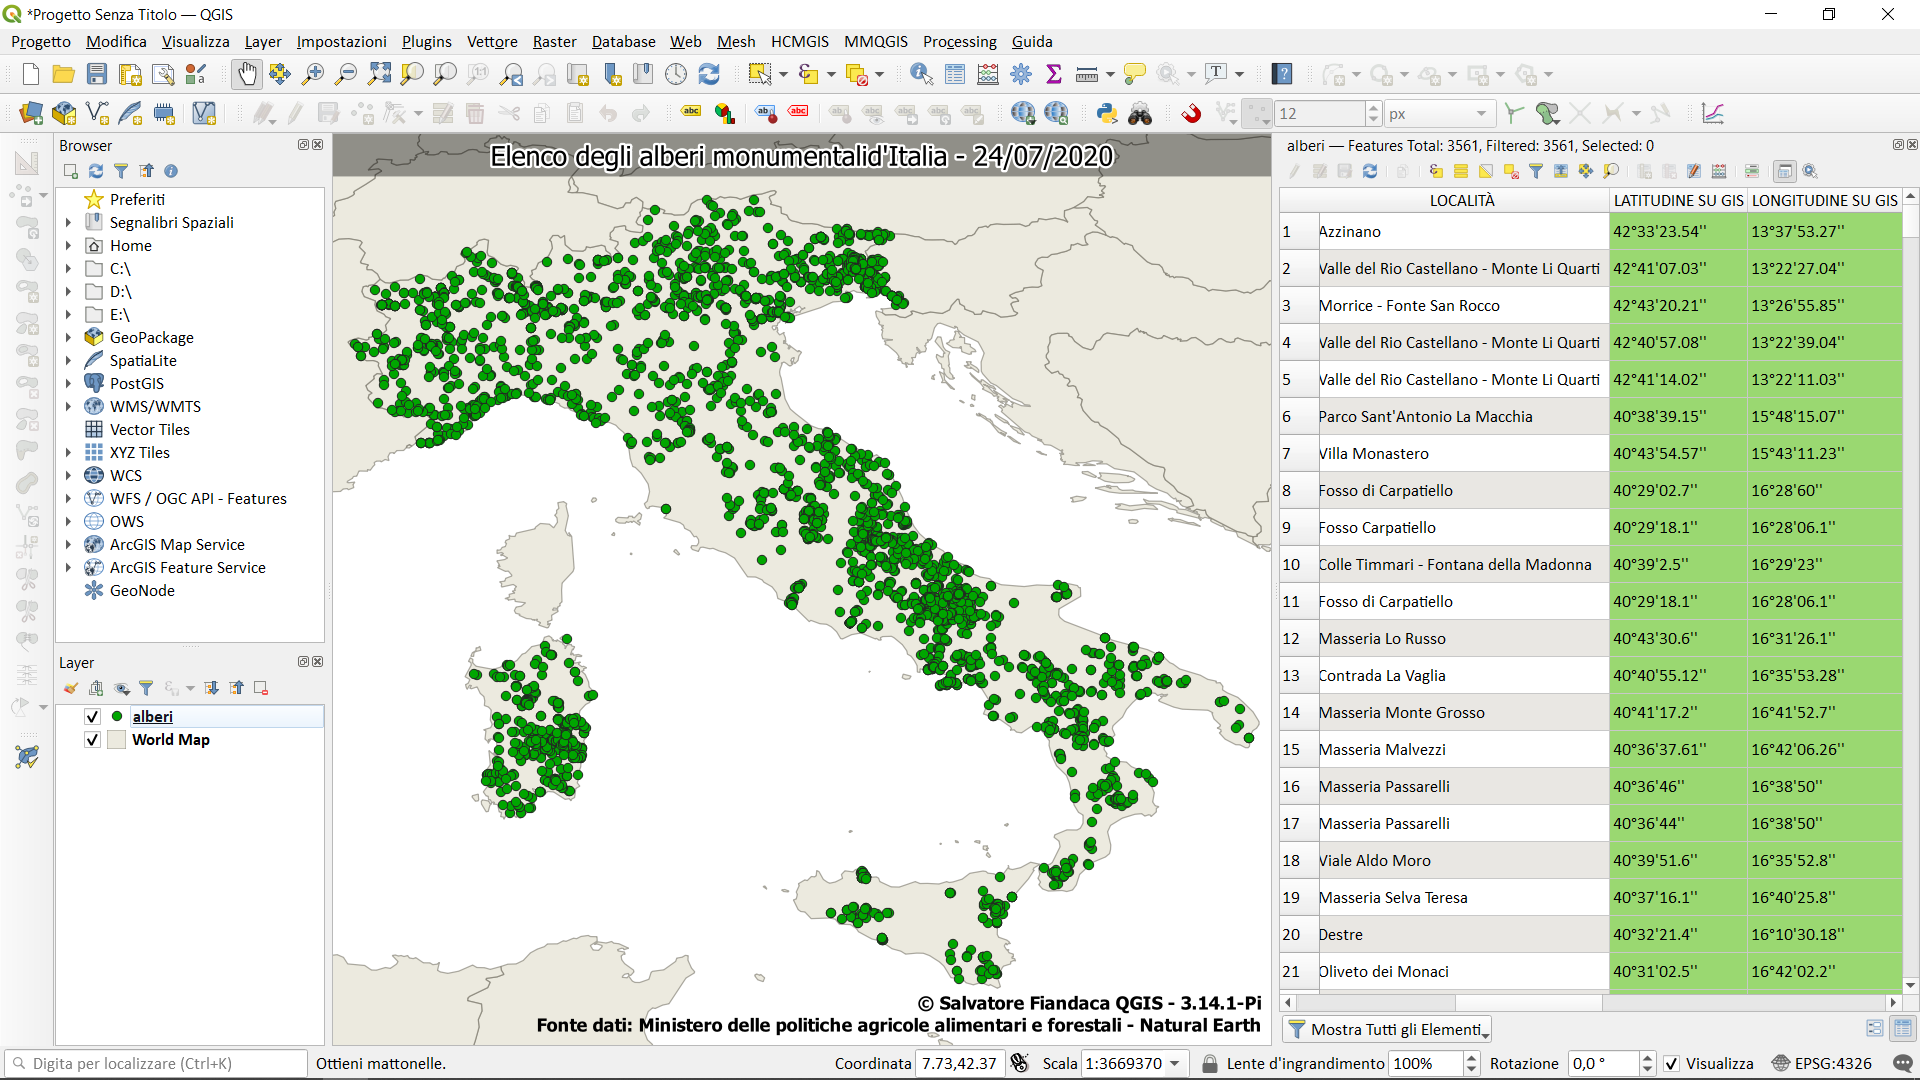 *Progetto Senza Titolo — QGIS
Progetto Modifica Visualizza Layer Impostazioni Plugins Vettore Raster Database Web Mesh HCMGIS MMQGIS Processing Guida
12 px
Browser
Preferiti
Segnalibri Spaziali
Home
C:\
D:\
E:\
GeoPackage
SpatiaLite
PostGIS
WMS/WMTS
Vector Tiles
XYZ Tiles
WCS
WFS / OGC API - Features
OWS
ArcGIS Map Service
ArcGIS Feature Service
GeoNode
Layer
alberi
World Map
Elenco degli alberi monumentalid'Italia - 24/07/2020
© Salvatore Fiandaca QGIS - 3.14.1-Pi
Fonte dati: Ministero delle politiche agricole alimentari e forestali - Natural Earth
alberi — Features Total: 3561, Filtered: 3561, Selected: 0
LOCALITÀ LATITUDINE SU GIS LONGITUDINE SU GIS
1 Azzinano 42°33'23.54'' 13°37'53.27''
2 Valle del Rio Castellano - Monte Li Quarti 42°41'07.03'' 13°22'27.04''
3 Morrice - Fonte San Rocco 42°43'20.21'' 13°26'55.85''
4 Valle del Rio Castellano - Monte Li Quarti 42°40'57.08'' 13°22'39.04''
5 Valle del Rio Castellano - Monte Li Quarti 42°41'14.02'' 13°22'11.03''
6 Parco Sant'Antonio La Macchia 40°38'39.15'' 15°48'15.07''
7 Villa Monastero 40°43'54.57'' 15°43'11.23''
8 Fosso di Carpatiello 40°29'02.7'' 16°28'60''
9 Fosso Carpatiello 40°29'18.1'' 16°28'06.1''
10 Colle Timmari - Fontana della Madonna 40°39'2.5'' 16°29'23''
11 Fosso di Carpatiello 40°29'18.1'' 16°28'06.1''
12 Masseria Lo Russo 40°43'30.6'' 16°31'26.1''
13 Contrada La Vaglia 40°40'55.12'' 16°35'53.28''
14 Masseria Monte Grosso 40°41'17.2'' 16°41'52.7''
15 Masseria Malvezzi 40°36'37.61'' 16°42'06.26''
16 Masseria Passarelli 40°36'46'' 16°38'50''
17 Masseria Passarelli 40°36'44'' 16°38'50''
18 Viale Aldo Moro 40°39'51.6'' 16°35'52.8''
19 Masseria Selva Teresa 40°37'16.1'' 16°40'25.8''
20 Destre 40°32'21.4'' 16°10'30.18''
21 Oliveto dei Monaci 40°31'02.5'' 16°42'02.2''
Mostra Tutti gli Elementi
Digita per localizzare (Ctrl+K) Ottieni mattonelle. Coordinata 7.73,42.37 Scala 1:3669370 Lente d'ingrandimento 100% Rotazione 0,0 ° Visualizza EPSG:4326